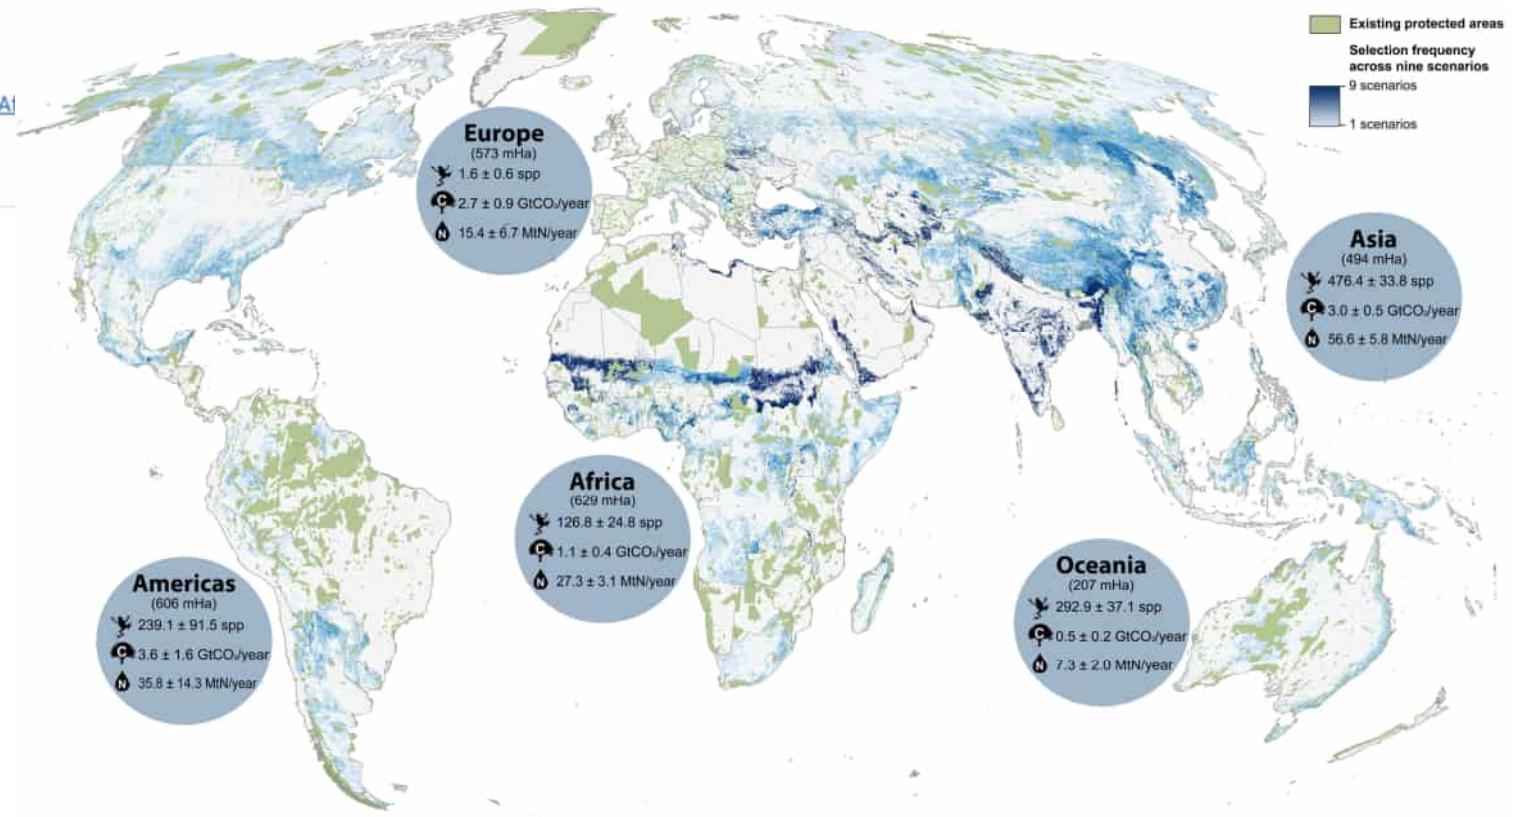 Af
Existing protected areas
Selection frequency
across nine scenarios
9 scenarios
1 scenarios
Europe
(573 mHa)
1.6 ± 0.6 spp
C 2.7 ± 0.9 GtCO₂/year
N 15.4 ± 6.7 MtN/year
Asia
(494 mHa)
476.4 ± 33.8 spp
C 3.0 ± 0.5 GtCO₂/year
N 56.6 ± 5.8 MtN/year
Africa
(629 mHa)
126.8 ± 24.8 spp
C 1.1 ± 0.4 GtCO₂/year
N 27.3 ± 3.1 MtN/year
Americas
(606 mHa)
239.1 ± 91.5 spp
C 3.6 ± 1.6 GtCO₂/year
N 35.8 ± 14.3 MtN/year
Oceania
(207 mHa)
292.9 ± 37.1 spp
C 0.5 ± 0.2 GtCO₂/year
N 7.3 ± 2.0 MtN/year